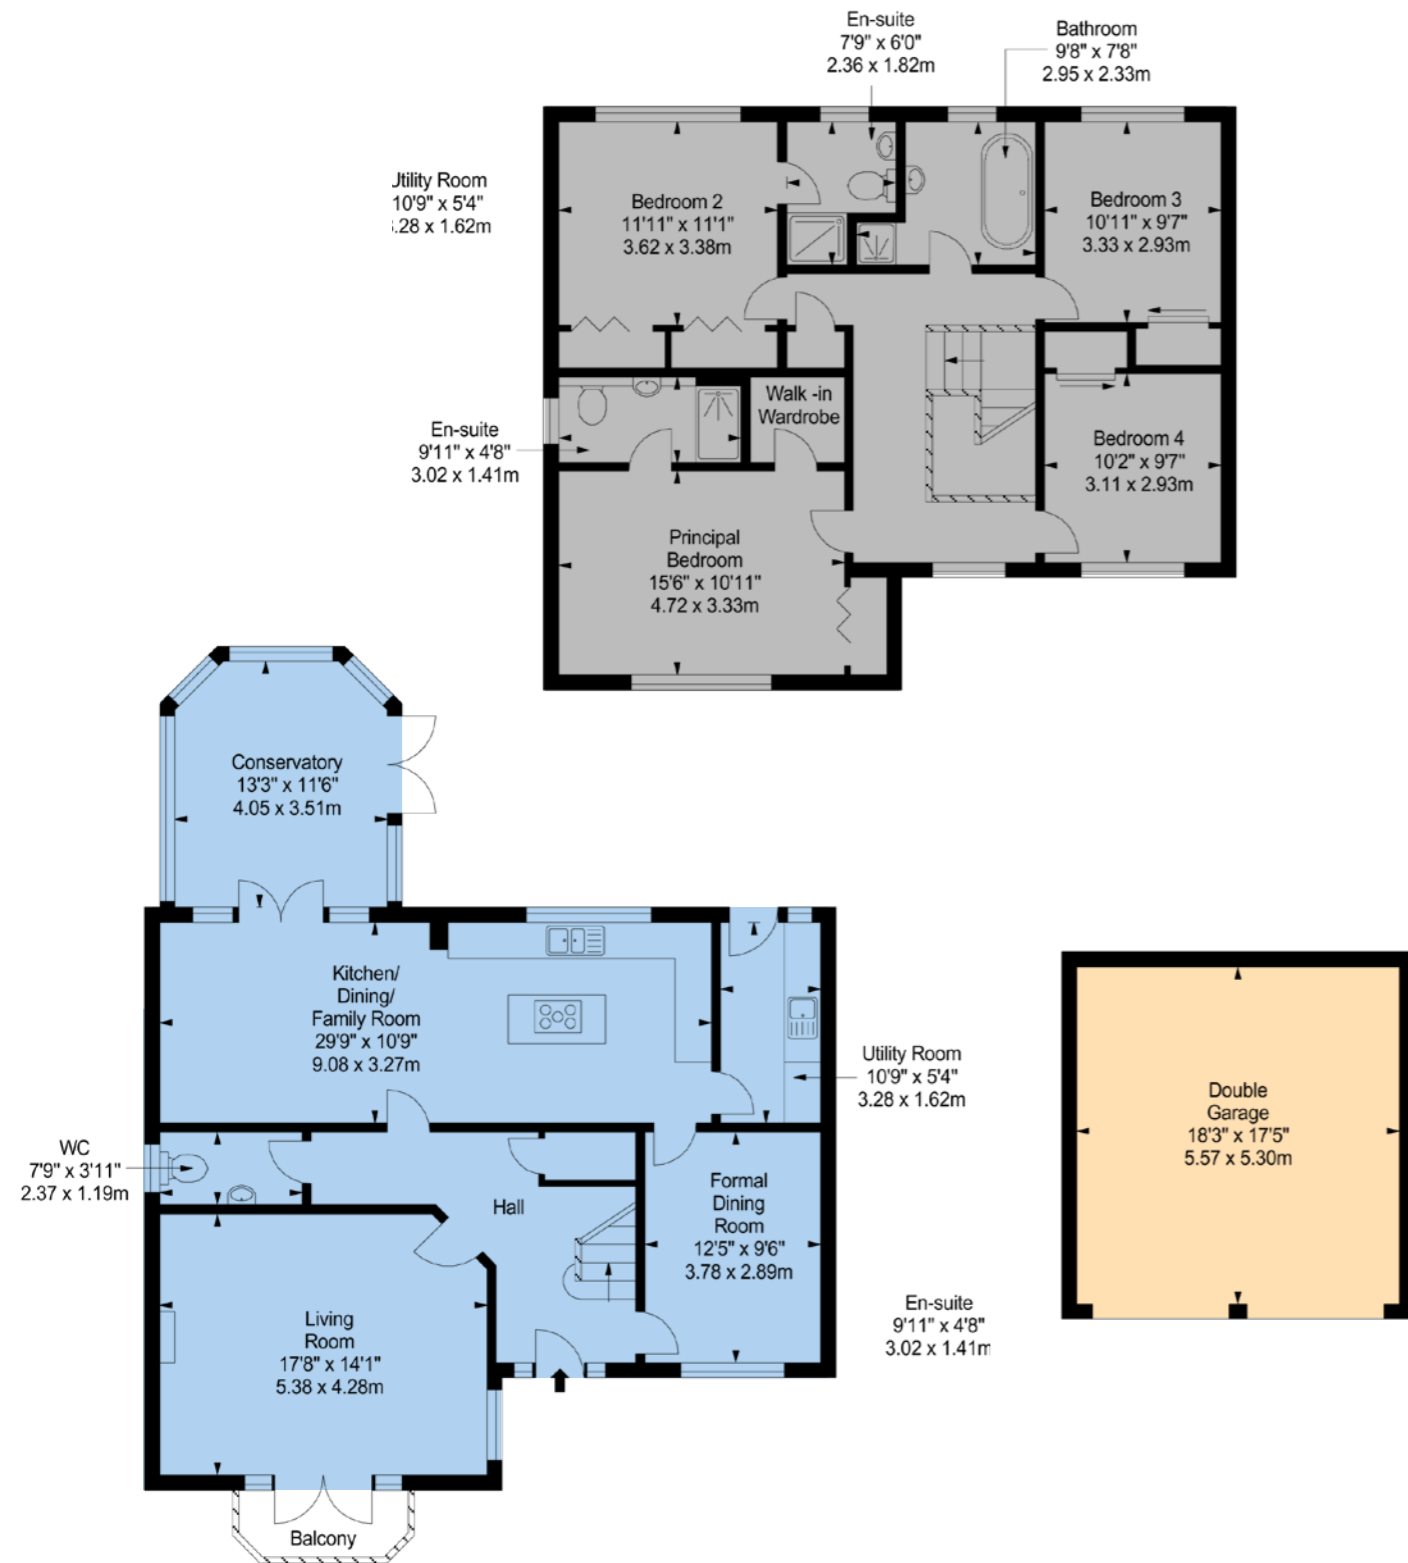 En-suite
7'9" x 6'0"
2.36 x 1.82m
Bathroom
9'8" x 7'8"
2.95 x 2.33m
Utility Room
10'9" x 5'4"
3.28 x 1.62m
Bedroom 2
11'11" x 11'1"
3.62 x 3.38m
Bedroom 3
10'11" x 9'7"
3.33 x 2.93m
Walk -in
Wardrobe
En-suite
9'11" x 4'8"
3.02 x 1.41m
Bedroom 4
10'2" x 9'7"
3.11 x 2.93m
Principal
Bedroom
15'6" x 10'11"
4.72 x 3.33m
Conservatory
13'3" x 11'6"
4.05 x 3.51m
Kitchen/
Dining/
Family Room
29'9" x 10'9"
9.08 x 3.27m
Utility Room
10'9" x 5'4"
3.28 x 1.62m
Double
Garage
18'3" x 17'5"
5.57 x 5.30m
WC
7'9" x 3'11"
2.37 x 1.19m
Hall
Formal
Dining
Room
12'5" x 9'6"
3.78 x 2.89m
Living
Room
17'8" x 14'1"
5.38 x 4.28m
En-suite
9'11" x 4'8"
3.02 x 1.41m
Balcony